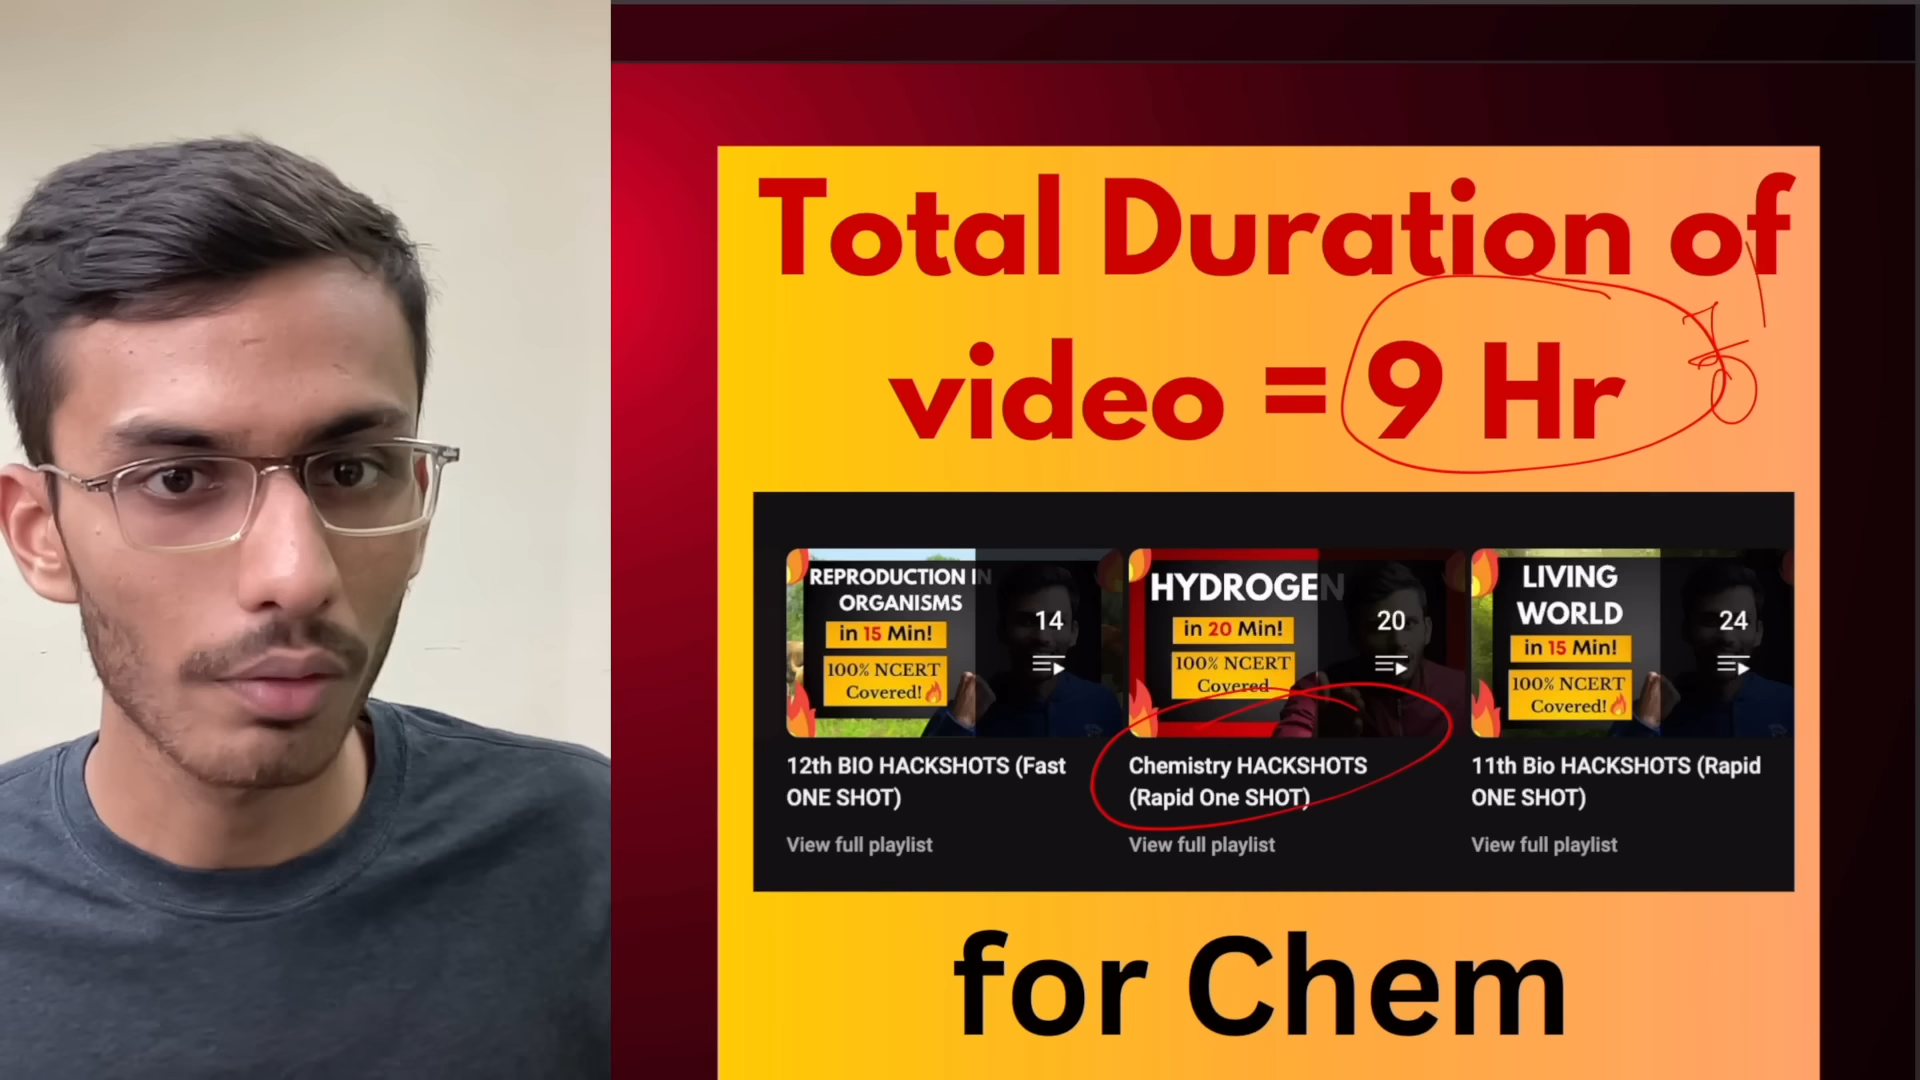 Total Duration of
video = 9 Hr
REPRODUCTION IN
ORGANISMS
in 15 Min!
100% NCERT
Covered!
14
HYDROGEN
in 20 Min!
100% NCERT
Covered
20
LIVING
WORLD
in 15 Min!
100% NCERT
Covered!
24
12th BIO HACKSHOTS (Fast
ONE SHOT)
View full playlist
Chemistry HACKSHOTS
(Rapid One SHOT)
View full playlist
11th Bio HACKSHOTS (Rapid
ONE SHOT)
View full playlist
for Chem